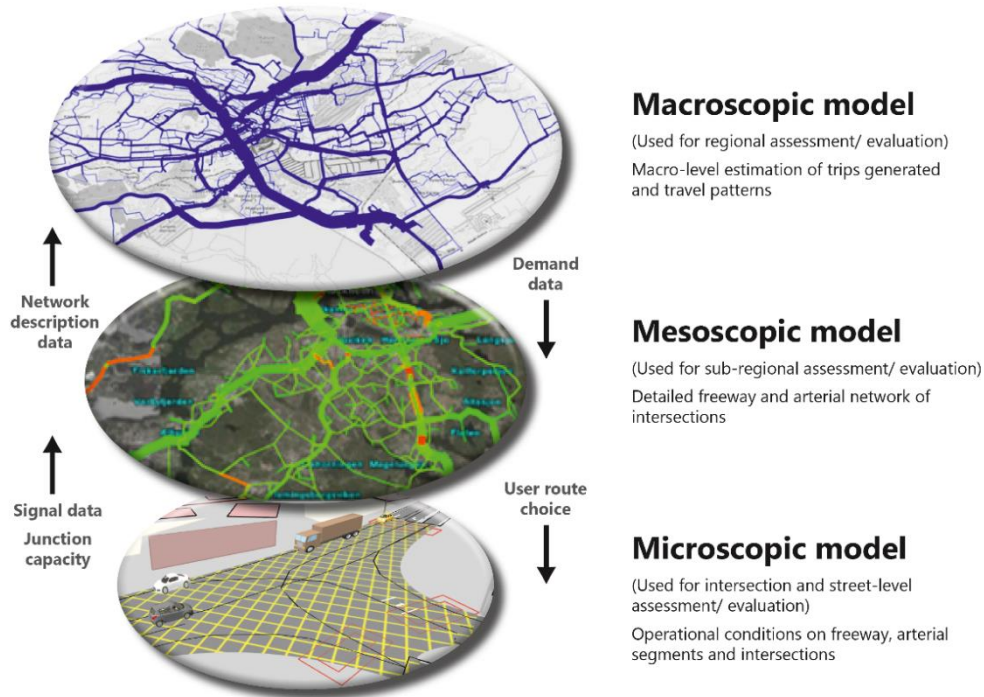 Macroscopic model
(Used for regional assessment/ evaluation)
Macro-level estimation of trips generated
and travel patterns
Network
description
data
Demand
data
Mesoscopic model
(Used for sub-regional assessment/ evaluation)
Detailed freeway and arterial network of
intersections
Signal data
Junction
capacity
User route
choice
Microscopic model
(Used for intersection and street-level
assessment/ evaluation)
Operational conditions on freeway, arterial
segments and intersections